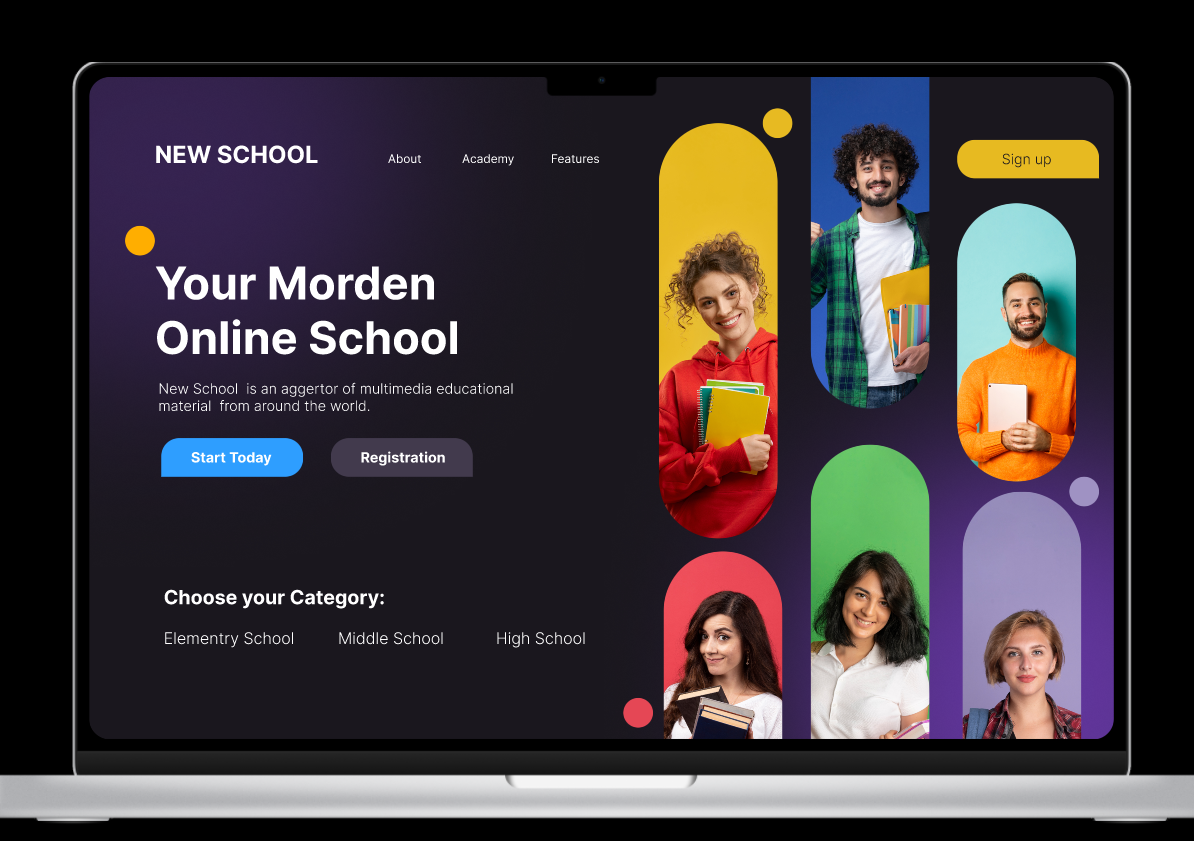 NEW SCHOOL
About
Academy
Features
Sign up
Your Morden
Online School
New School  is an aggertor of multimedia educational
material  from around the world.
Start Today
Registration
Choose your Category:
Elementry School
Middle School
High School